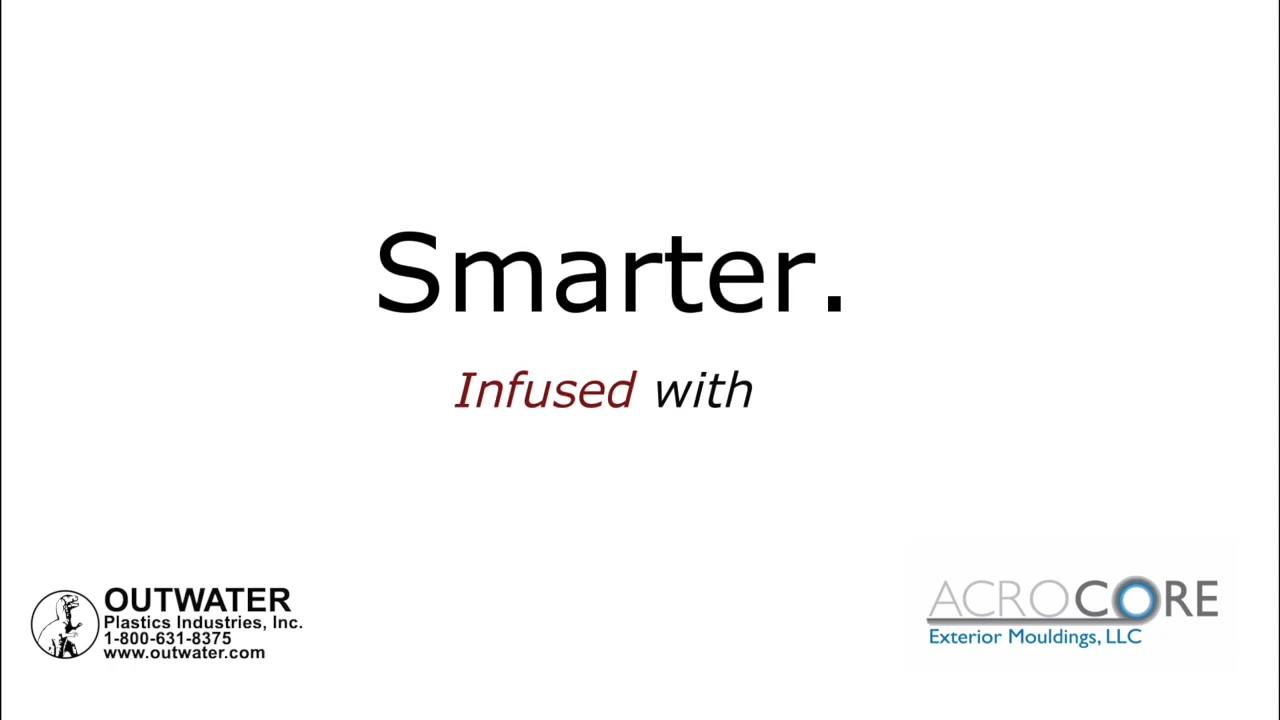 Smarter.
Infused with
OUTWATER
Plastics Industries, Inc.
1-800-631-8375
www.outwater.com
ACROCORE
Exterior Mouldings, LLC